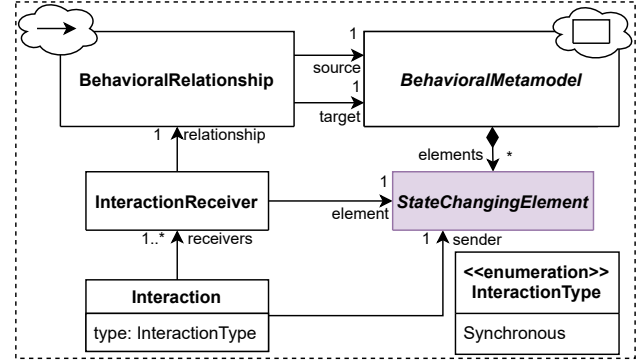 1
BehavioralRelationship
source
BehavioralMetamodel
1
target
1
relationship
elements
*
InteractionReceiver
1
element
StateChangingElement
1..*
receivers
1
sender
Interaction
type: InteractionType
<<enumeration>>
InteractionType
Synchronous